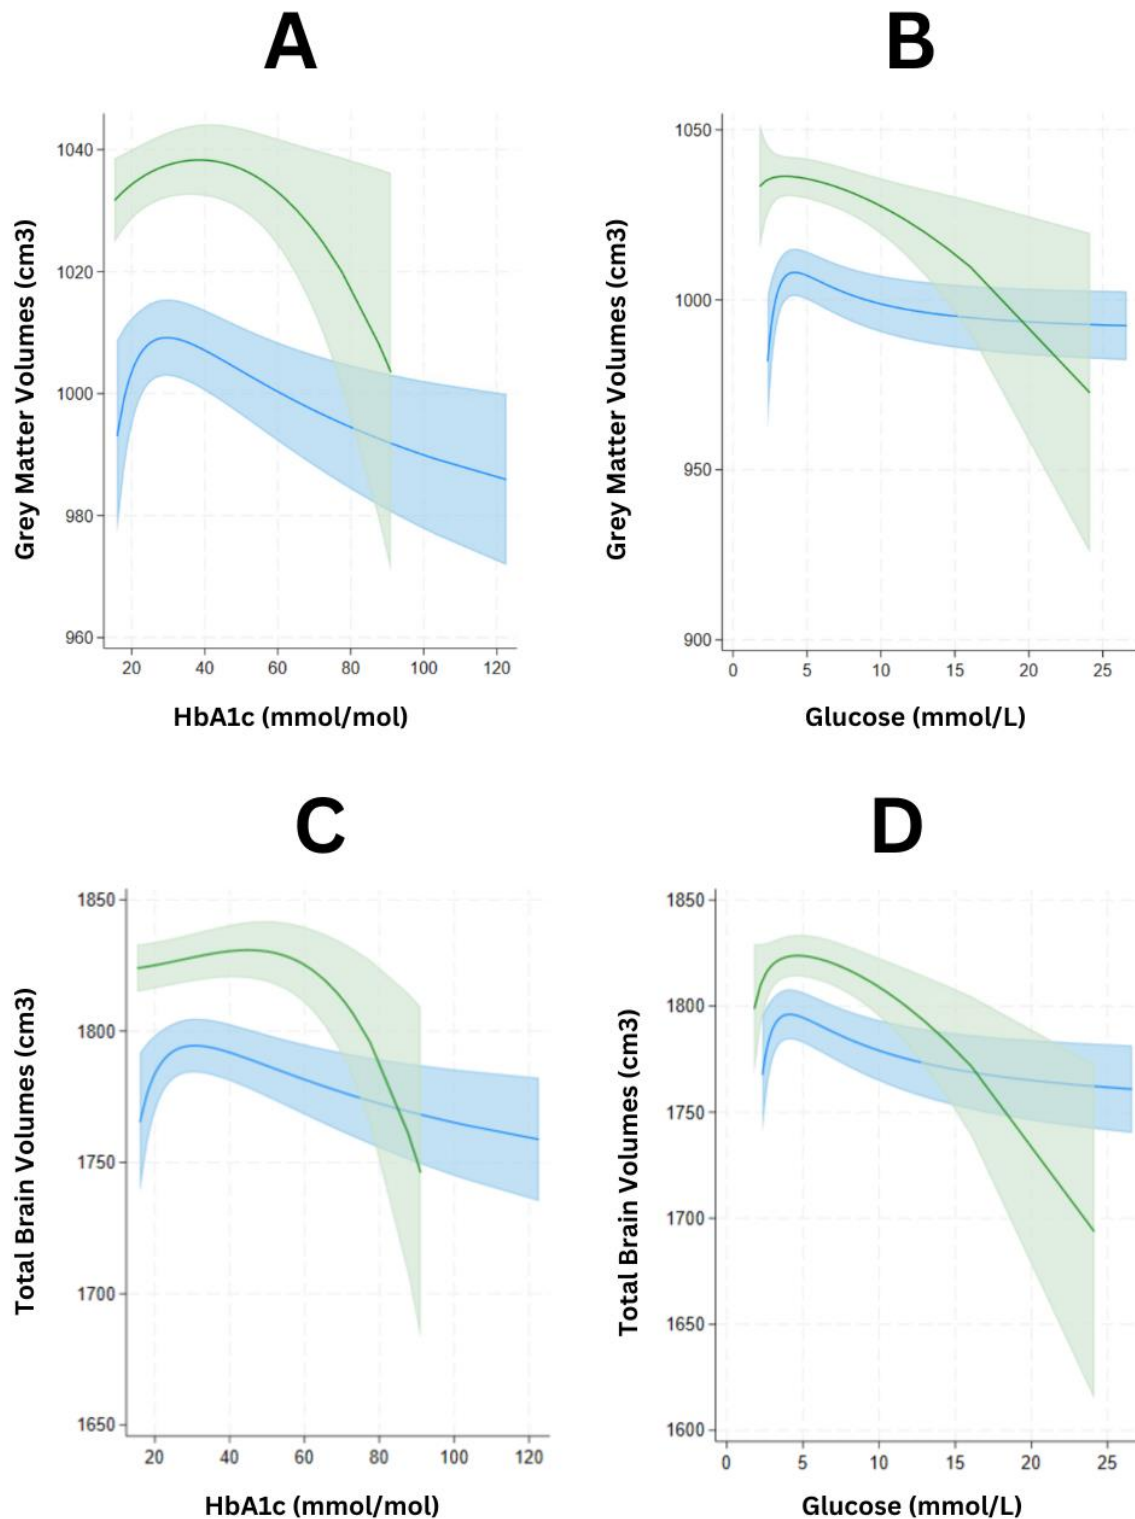 A
Grey Matter Volumes (cm3)
1040
1020
1000
980
960
20 40 60 80 100 120
HbA1c (mmol/mol)
B
Grey Matter Volumes (cm3)
1050
1000
950
900
0 5 10 15 20 25
Glucose (mmol/L)
C
Total Brain Volumes (cm3)
1850
1800
1750
1700
1650
20 40 60 80 100 120
HbA1c (mmol/mol)
D
Total Brain Volumes (cm3)
1850
1800
1750
1700
1650
1600
0 5 10 15 20 25
Glucose (mmol/L)